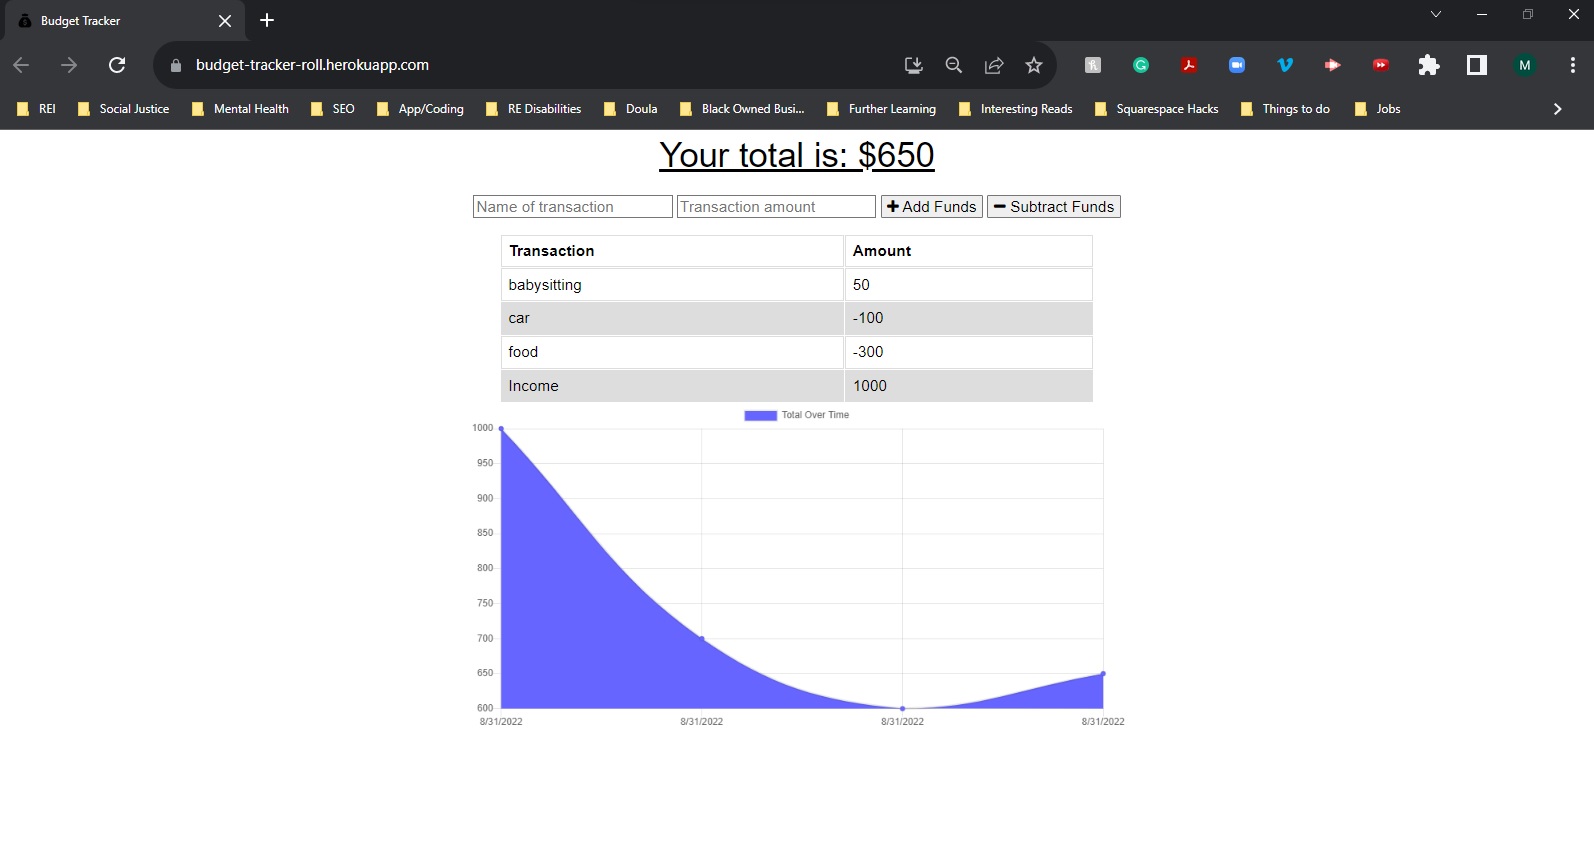 Budget Tracker
budget-tracker-roll.herokuapp.com
M
REI Social Justice Mental Health SEO App/Coding RE Disabilities Doula Black Owned Busi... Further Learning Interesting Reads Squarespace Hacks Things to do Jobs
Your total is: $650
Name of transaction Transaction amount Add Funds Subtract Funds
Transaction Amount
babysitting 50
car -100
food -300
Income 1000
Total Over Time
1000
950
900
850
800
750
700
650
600
8/31/2022 8/31/2022 8/31/2022 8/31/2022